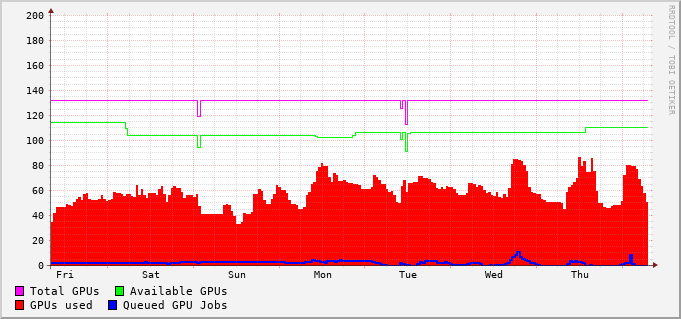 200
180
160
140
120
100
80
60
40
20
0
Fri Sat Sun Mon Tue Wed Thu
Total GPUs Available GPUs
GPUs used Queued GPU Jobs
RRDTOOL / TOBI OETIKER